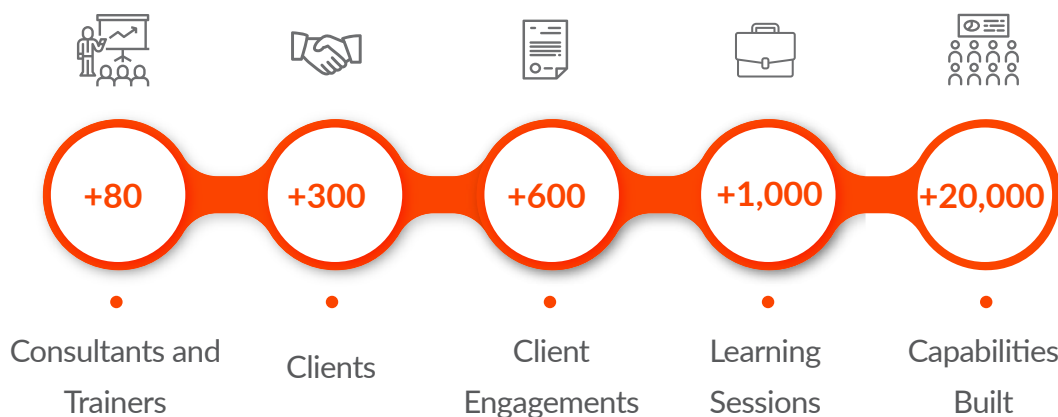 +80
+300
+600
+1,000
+20,000
Consultants and
Trainers
Clients
Client
Engagements
Learning
Sessions
Capabilities
Built